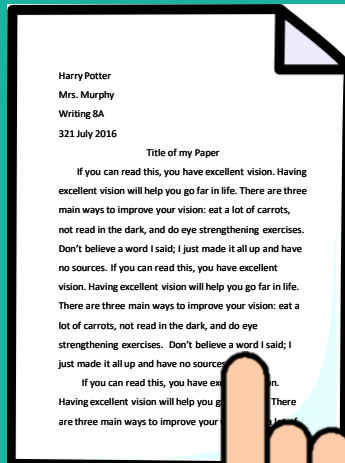 Harry Potter
Mrs. Murphy
Writing 8A
321 July 2016
Title of my Paper
If you can read this, you have excellent vision. Having
excellent vision will help you go far in life. There are three
main ways to improve your vision: eat a lot of carrots,
not read in the dark, and do eye strengthening exercises.
Don’t believe a word I said; I just made it all up and have
no sources. If you can read this, you have excellent
vision. Having excellent vision will help you go far in life.
There are three main ways to improve your vision: eat a
lot of carrots, not read in the dark, and do eye
strengthening exercises. Don’t believe a word I said; I
just made it all up and have no sources
If you can read this, you have
Having excellent vision will help you There
are three main ways to improve your